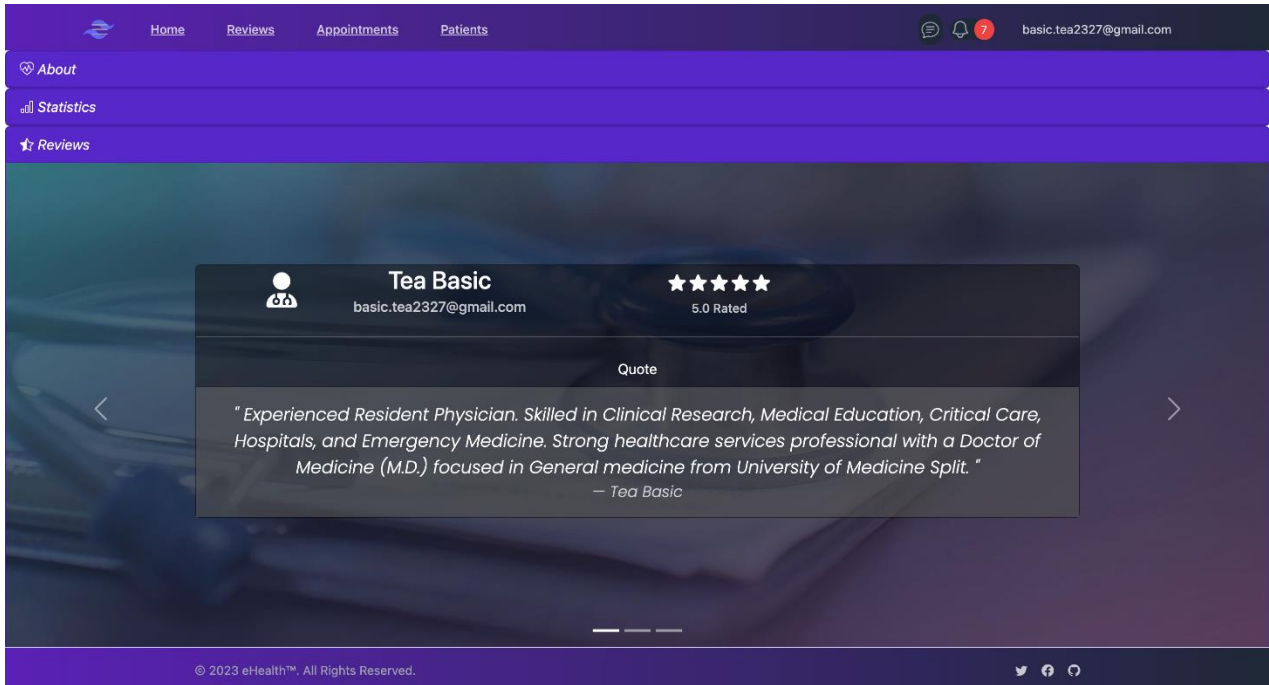 Home Reviews Appointments Patients 7 basic.tea2327@gmail.com
About
Statistics
Reviews
Tea Basic
basic.tea2327@gmail.com
5.0 Rated
Quote
" Experienced Resident Physician. Skilled in Clinical Research, Medical Education, Critical Care,
Hospitals, and Emergency Medicine. Strong healthcare services professional with a Doctor of
Medicine (M.D.) focused in General medicine from University of Medicine Split. "
— Tea Basic
© 2023 eHealth™. All Rights Reserved.